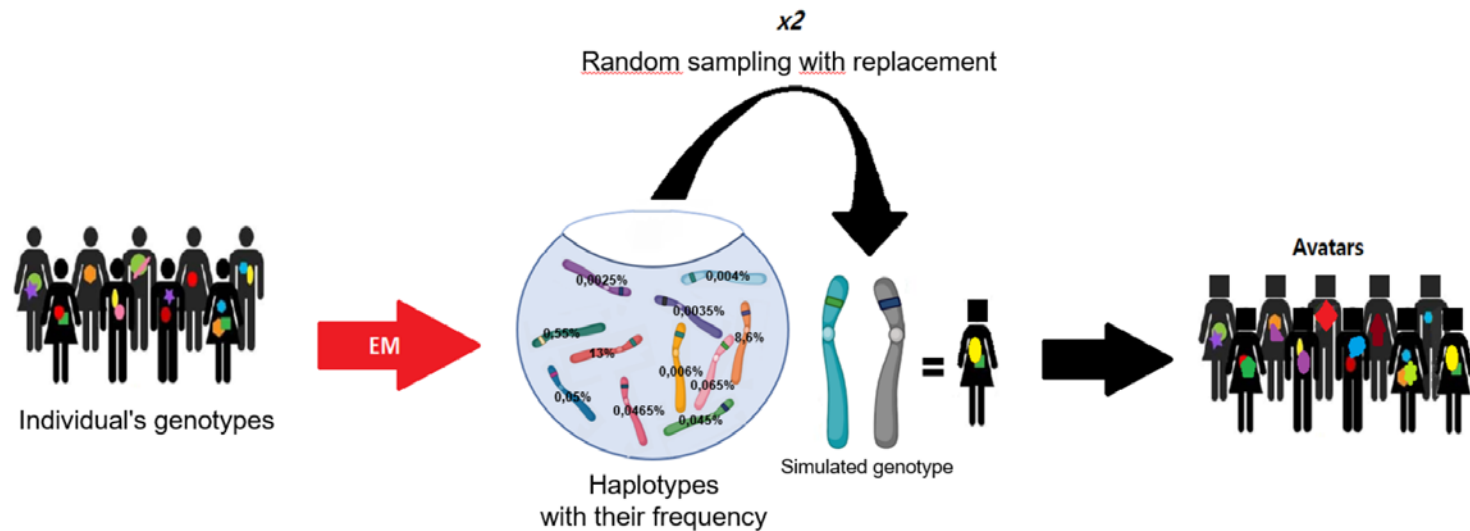 x2
Random sampling with replacement
EM
Individual's genotypes
0,0025%
0,004%
0,0035%
0,55%
13%
8,6%
0,006%
0,065%
0,05%
0,0465%
0,045%
Haplotypes
with their frequency
=
Simulated genotype
Avatars